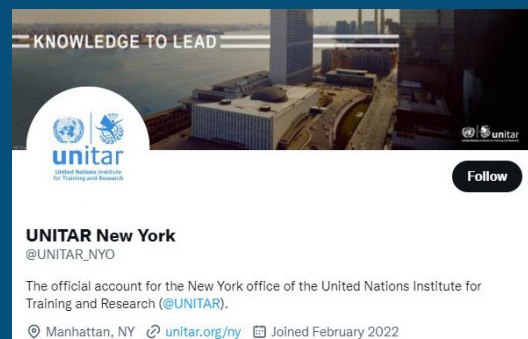 KNOWLEDGE TO LEAD
unitar
unitar
United Nations Institute
for Training and Research
Follow
UNITAR New York
@UNITAR_NYO
The official account for the New York office of the United Nations Institute for
Training and Research (@UNITAR).
Manhattan, NY unitar.org/ny Joined February 2022